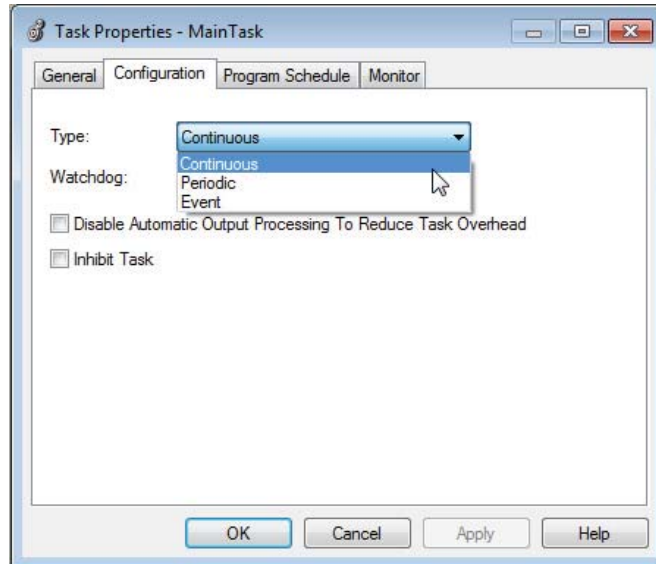 Task Properties - MainTask
General Configuration Program Schedule Monitor
Type: Continuous
Continuous
Watchdog: Periodic
Event
Disable Automatic Output Processing To Reduce Task Overhead
Inhibit Task
OK Cancel Apply Help